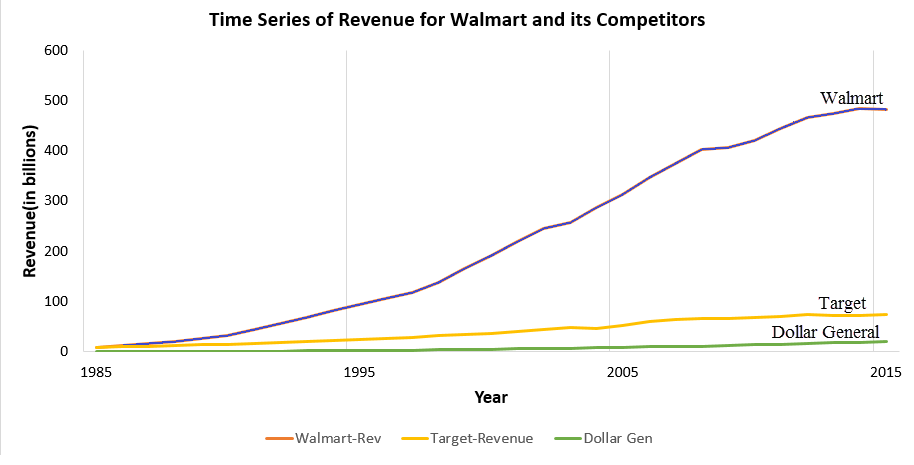 Time Series of Revenue for Walmart and its Competitors
600
500
400
300
200
100
0
Revenue(in billions)
Walmart
Target
Dollar General
1985 1995 2005 2015
Year
Walmart-Rev Target-Revenue Dollar Gen